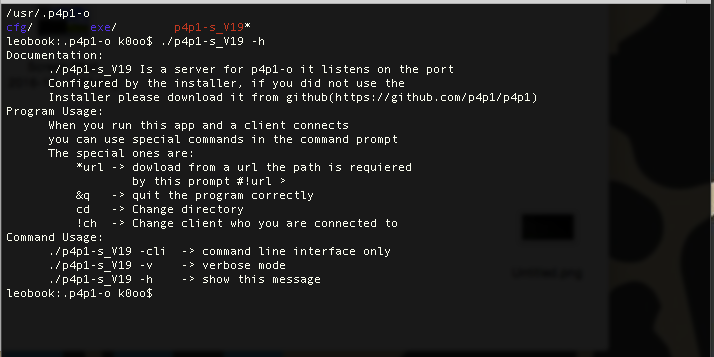 /usr/.p4p1-o
cfg/ exe/ p4p1-s_V19*
leobook:.p4p1-o k0oo$ ./p4p1-s_V19 -h
Documentation:
./p4p1-s_V19 Is a server for p4p1-o it listens on the port
Configured by the installer, if you did not use the
Installer please download it from github(https://github.com/p4p1/p4p1)
Program Usage:
When you run this app and a client connects
you can use special commands in the command prompt
The special ones are:
*url -> dowload from a url the path is requiered
by this prompt #!url >
&q -> quit the program correctly
cd -> Change directory
!ch -> Change client who you are connected to
Command Usage:
./p4p1-s_V19 -cli -> command line interface only
./p4p1-s_V19 -v -> verbose mode
./p4p1-s_V19 -h -> show this message
leobook:.p4p1-o k0oo$